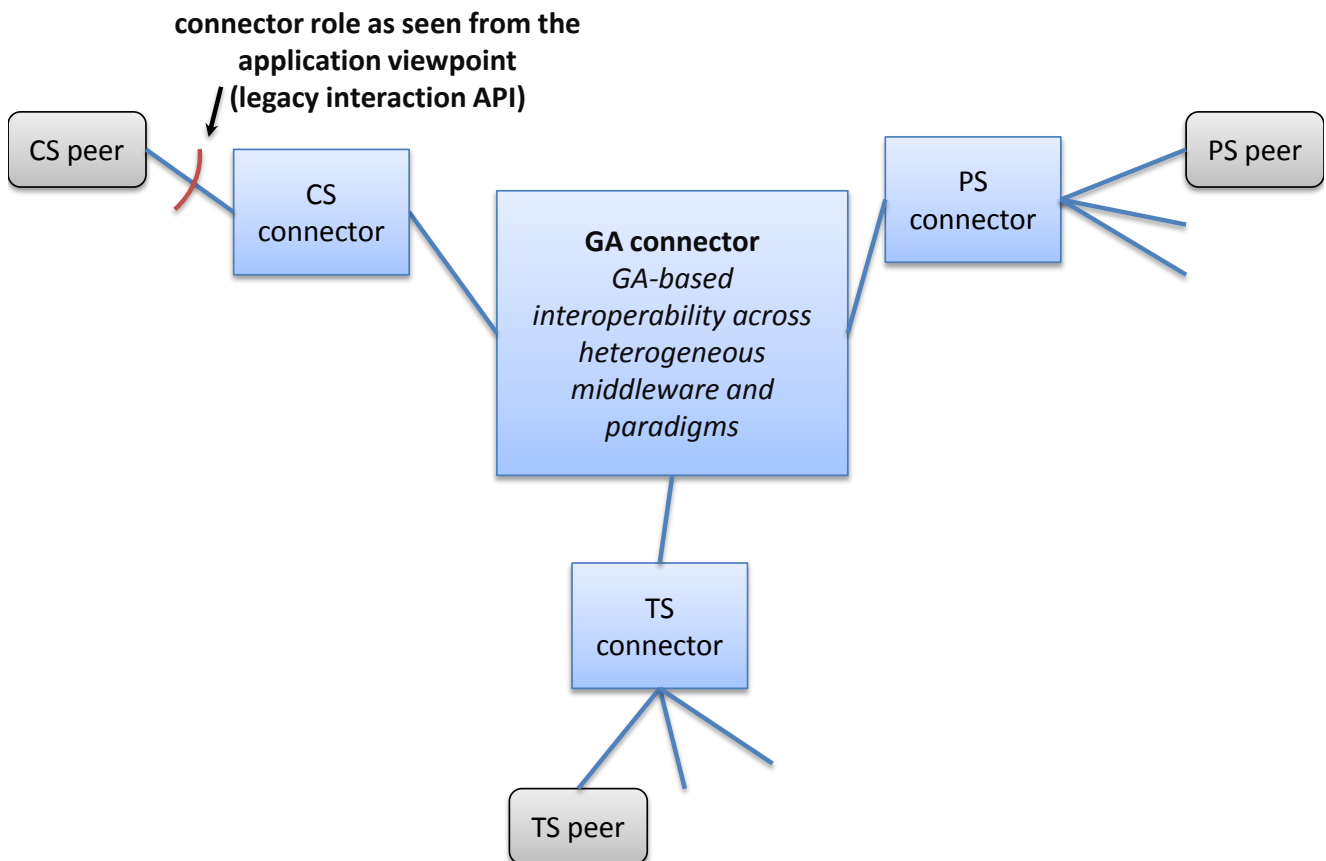 connector role as seen from the
application viewpoint
(legacy interaction API)
CS peer
CS
connector
GA connector
GA-based
interoperability across
heterogeneous
middleware and
paradigms
PS
connector
PS peer
TS
connector
TS peer